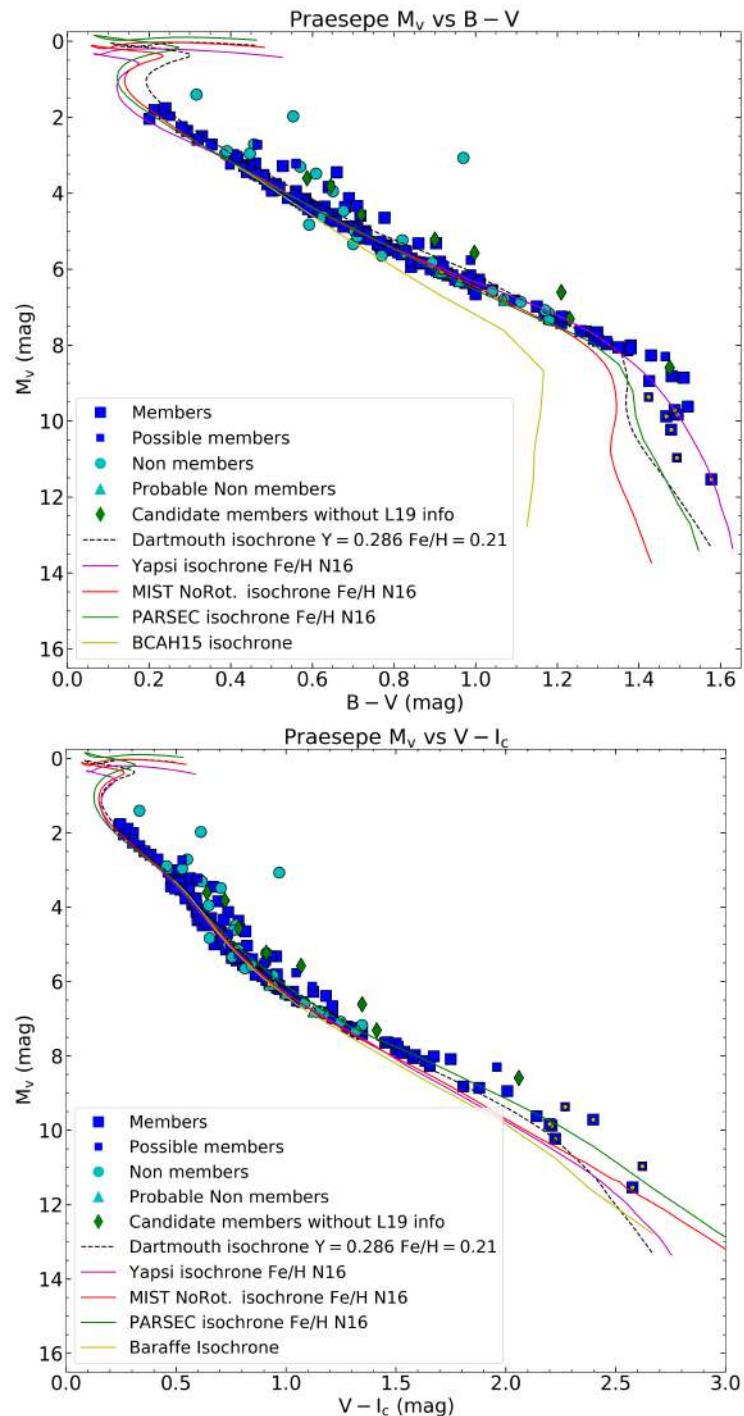 Praesepe Mv vs B − V
0
2
4
6
8
10
12
14
16
Mv (mag)
Members
Possible members
Non members
Probable Non members
Candidate members without L19 info
Dartmouth isochrone Y = 0.286 Fe/H = 0.21
Yapsi isochrone Fe/H N16
MIST NoRot. isochrone Fe/H N16
PARSEC isochrone Fe/H N16
BCAH15 isochrone
0.0 0.2 0.4 0.6 0.8 1.0 1.2 1.4 1.6
B − V (mag)
Praesepe Mv vs V − Ic
0
2
4
6
8
10
12
14
16
Mv (mag)
Members
Possible members
Non members
Probable Non members
Candidate members without L19 info
Dartmouth isochrone Y = 0.286 Fe/H = 0.21
Yapsi isochrone Fe/H N16
MIST NoRot. isochrone Fe/H N16
PARSEC isochrone Fe/H N16
Baraffe Isochrone
0.0 0.5 1.0 1.5 2.0 2.5 3.0
V − Ic (mag)